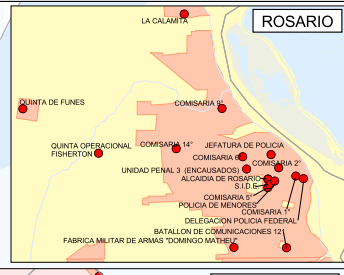 ROSARIO
LA CALAMITA
QUINTA DE FUNES
COMISARIA 9°
COMISARIA 14°
JEFATURA DE POLICIA
QUINTA OPERACIONAL
FISHERTON
COMISARIA 6°
COMISARIA 2°
UNIDAD PENAL 3 (ENCAUSADOS)
ALCAIDIA DE ROSARIO
S.I.D.E.
COMISARIA 5°
POLICIA DE MENORES
COMISARIA 1°
DELEGACION POLICIA FEDERAL
BATALLON DE COMUNICACIONES 12
FABRICA MILITAR DE ARMAS "DOMINGO MATHEU"